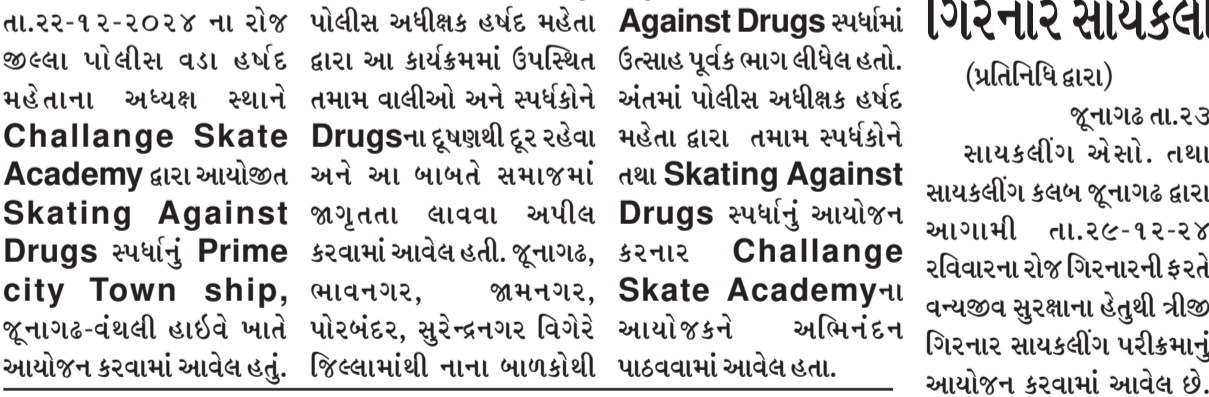 તા.૨૨-૧૨-૨૦૨૪ ના રોજ
જીલ્લા પોલીસ વડા હર્ષદ
મહેતાના અધ્યક્ષ સ્થાને
Challange Skate
Academy દ્વારા આયોજીત
Skating Against
Drugs સ્પર્ધાનું Prime
city Town ship,
જૂનાગઢ-વંથલી હાઇવે ખાતે
આયોજન કરવામાં આવેલ હતું.
પોલીસ અધીક્ષક હર્ષદ મહેતા
દ્વારા આ કાર્યક્રમમાં ઉપસ્થિત
તમામ વાલીઓ અને સ્પર્ધકોને
Drugsના દૂષણથી દૂર રહેવા
અને આ બાબતે સમાજમાં
જાગૃતતા લાવવા અપીલ
કરવામાં આવેલ હતી. જૂનાગઢ,
ભાવનગર, જામનગર,
પોરબંદર, સુરેન્દ્રનગર વિગેરે
જિલ્લામાંથી નાના બાળકોથી
Against Drugs સ્પર્ધામાં
ઉત્સાહ પૂર્વક ભાગ લીધેલ હતો.
અંતમાં પોલીસ અધીક્ષક હર્ષદ
મહેતા દ્વારા તમામ સ્પર્ધકોને
તથા Skating Against
Drugs સ્પર્ધાનું આયોજન
કરનાર Challange
Skate Academyના
આયોજકને અભિનંદન
પાઠવવામાં આવેલ હતા.
ગિરનાર સાયકલી
(પ્રતિનિધિ દ્વારા)
જૂનાગઢ તા.૨૩
સાયકલીંગ એસો. તથા
સાયકલીંગ કલબ જૂનાગઢ દ્વારા
આગામી તા.૨૯-૧૨-૨૪
રવિવારના રોજ ગિરનારની ફરતે
વન્યજીવ સુરક્ષાના હેતુથી ત્રીજી
ગિરનાર સાયકલીંગ પરીક્રમાનું
આયોજન કરવામાં આવેલ છે.